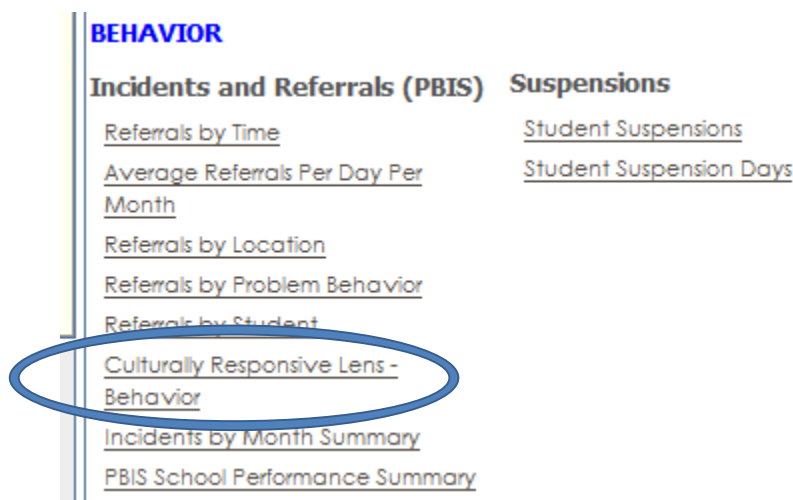 BEHAVIOR
Incidents and Referrals (PBIS)
Referrals by Time
Average Referrals Per Day Per
Month
Referrals by Location
Referrals by Problem Behavior
Referrals by Student
Culturally Responsive Lens -
Behavior
Incidents by Month Summary
PBIS School Performance Summary
Suspensions
Student Suspensions
Student Suspension Days